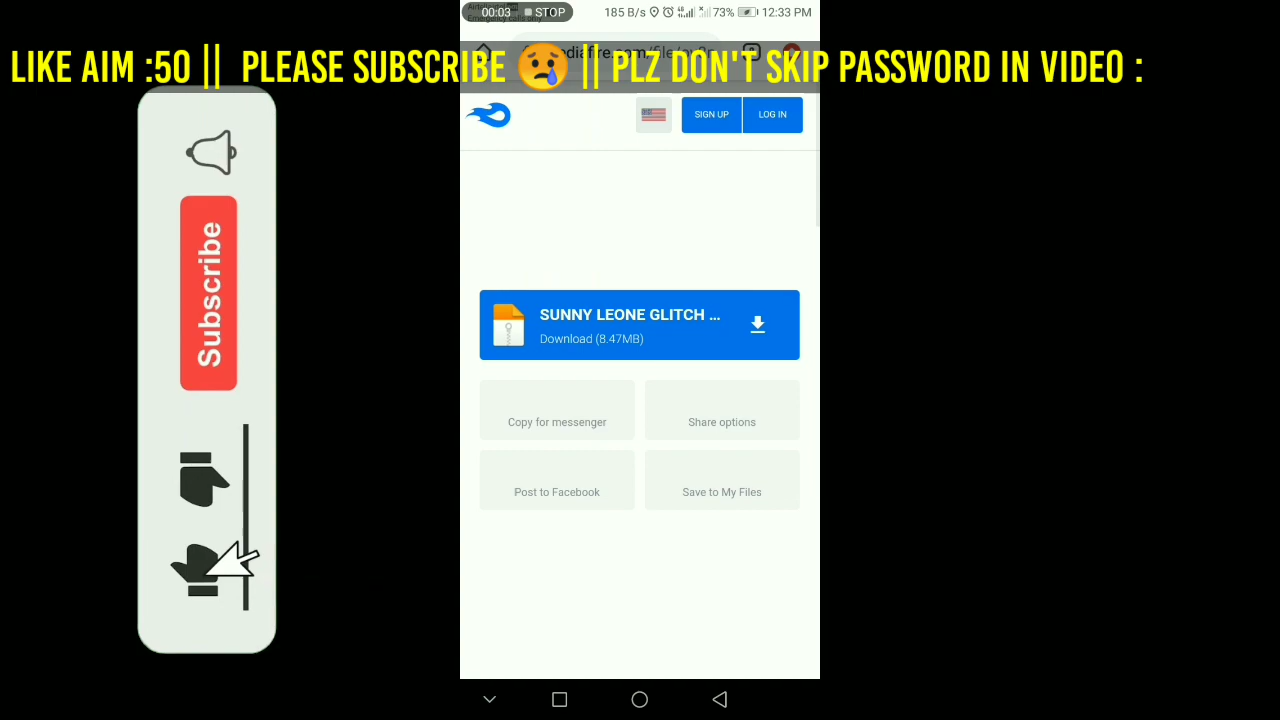 00:03 STOP 185 B/s 73% 12:33 PM
LIKE AIM :50 || PLEASE SUBSCRIBE 😢 || PLZ DON'T SKIP PASSWORD IN VIDEO :
SIGN UP LOG IN
Subscribe
SUNNY LEONE GLITCH ...
Download (8.47MB)
Copy for messenger Share options
Post to Facebook Save to My Files